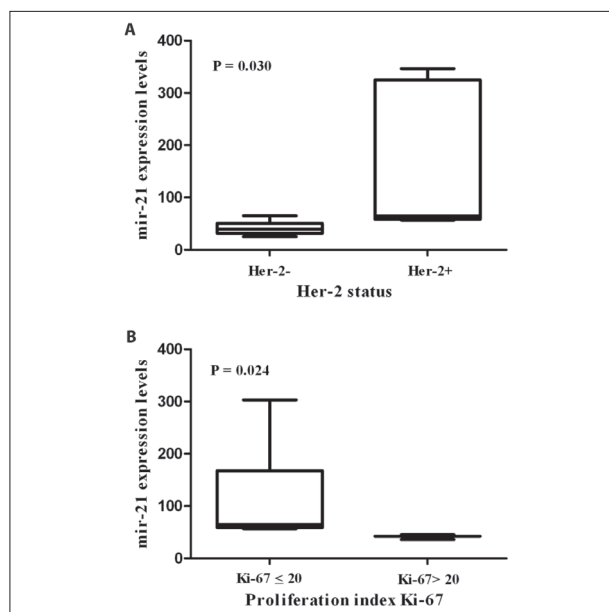 A
400
P = 0.030
300
200
100
0
mir-21 expression levels
Her-2- Her-2+
Her-2 status
B
400
P = 0.024
300
200
100
0
mir-21 expression levels
Ki-67 ≤ 20 Ki-67> 20
Proliferation index Ki-67